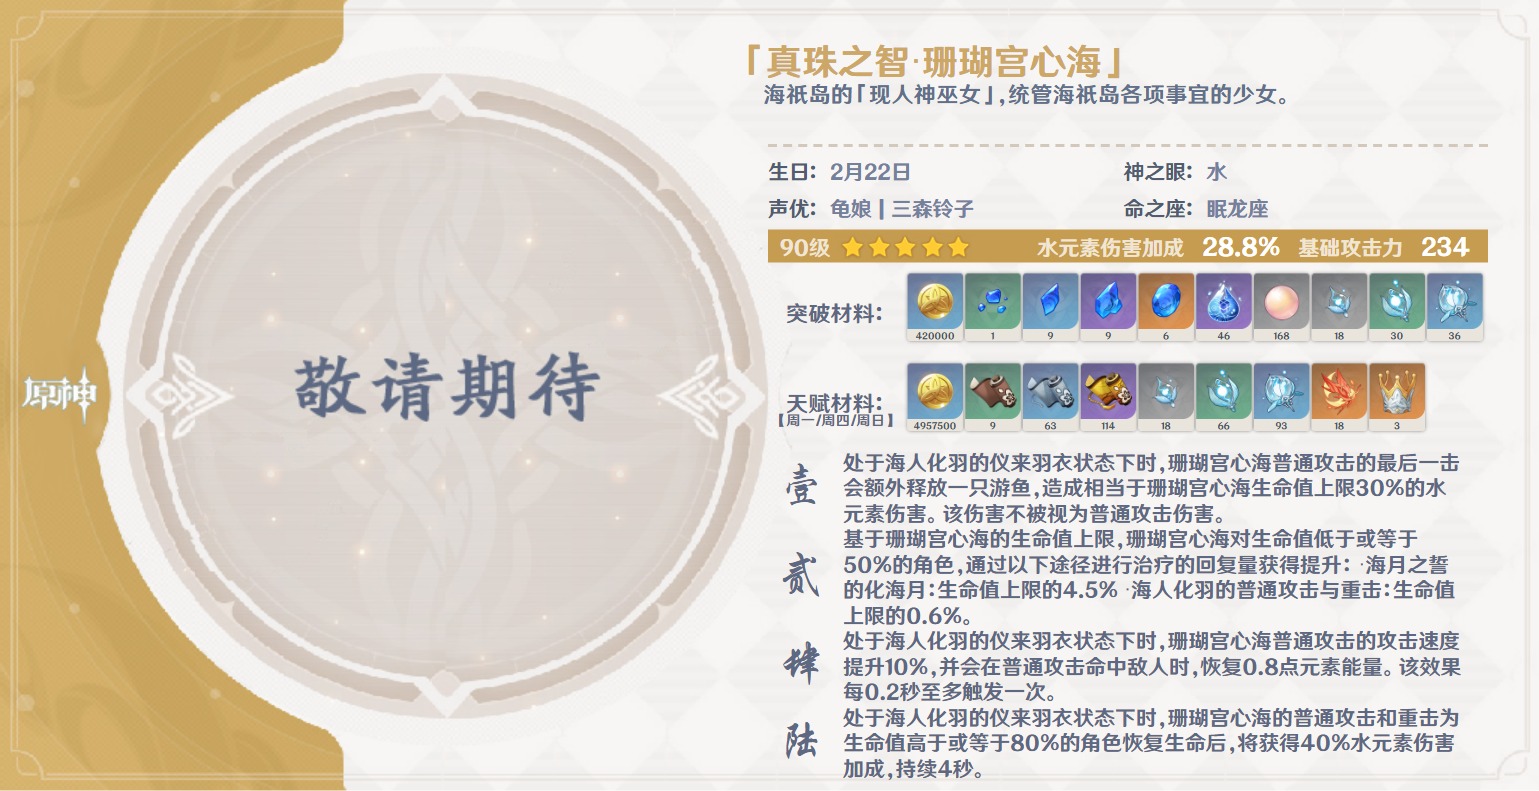 「真珠之智·珊瑚宫心海」
海祇岛的「现人神巫女」,统管海祇岛各项事宜的少女。
生日: 2月22日 神之眼: 水
声优: 龟娘 | 三森铃子 命之座: 眠龙座
90级 水元素伤害加成 28.8% 基础攻击力 234
突破材料:
420000 1 9 9 6 46 168 18 30 36
天赋材料:
【周一/周四/周日】
4957500 9 63 114 18 66 93 18 3
原神
敬请期待
壹
处于海人化羽的仪来羽衣状态下时,珊瑚宫心海普通攻击的最后一击
会额外释放一只游鱼,造成相当于珊瑚宫心海生命值上限30%的水
元素伤害。该伤害不被视为普通攻击伤害。
贰
基于珊瑚宫心海的生命值上限,珊瑚宫心海对生命值低于或等于
50%的角色,通过以下途径进行治疗的回复量获得提升: ·海月之誓
的化海月:生命值上限的4.5% ·海人化羽的普通攻击与重击:生命值
上限的0.6%。
肆
处于海人化羽的仪来羽衣状态下时,珊瑚宫心海普通攻击的攻击速度
提升10%,并会在普通攻击命中敌人时,恢复0.8点元素能量。该效果
每0.2秒至多触发一次。
陆
处于海人化羽的仪来羽衣状态下时,珊瑚宫心海的普通攻击和重击为
生命值高于或等于80%的角色恢复生命后,将获得40%水元素伤害
加成,持续4秒。